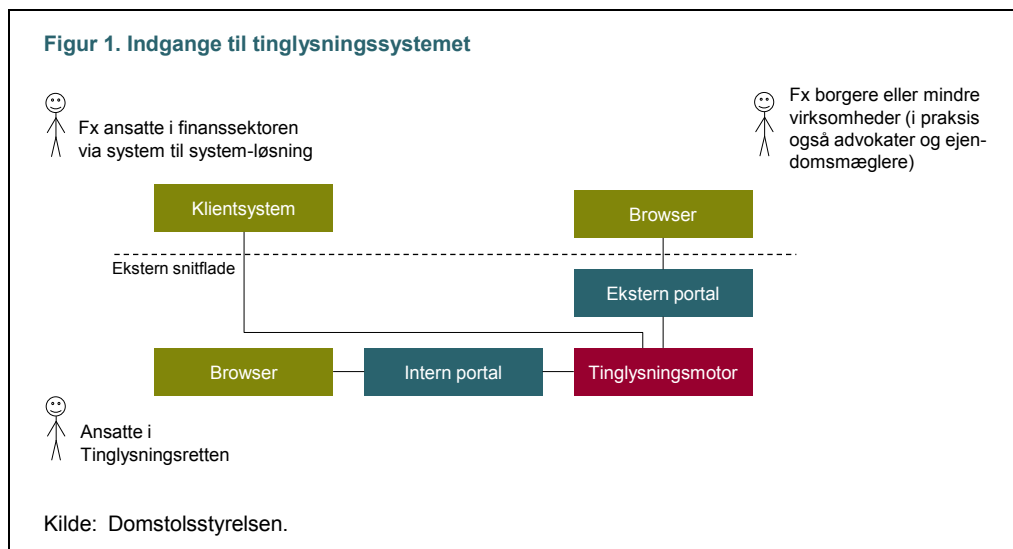 Figur 1. Indgange til tinglysningssystemet
Fx ansatte i finanssektoren
via system til system-løsning
Fx borgere eller mindre
virksomheder (i praksis
også advokater og ejen-
domsmæglere)
Klientsystem
Browser
Ekstern snitflade
Ekstern portal
Browser
Intern portal
Tinglysningsmotor
Ansatte i
Tinglysningsretten
Kilde: Domstolsstyrelsen.